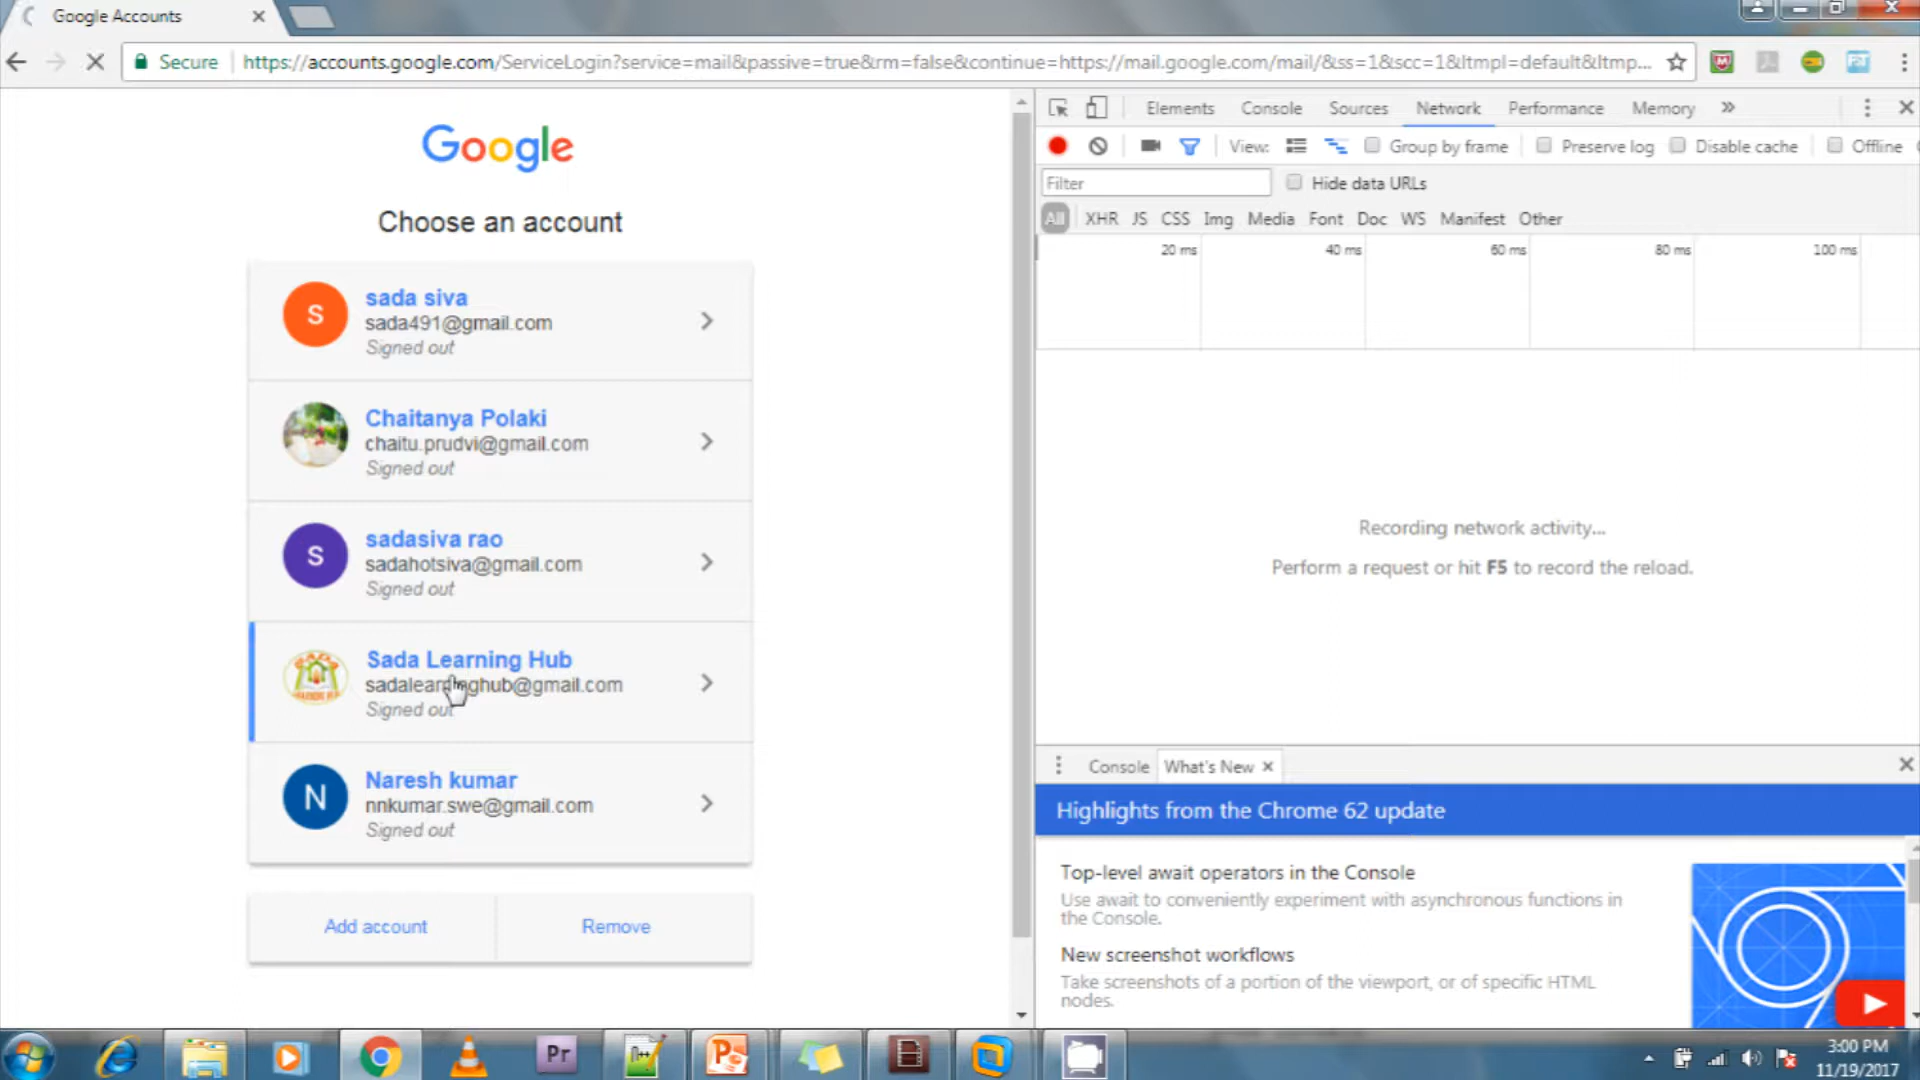 Google Accounts
Secure
https://accounts.google.com/ServiceLogin?service=mail&passive=true&rm=false&continue=https://mail.google.com/mail/&ss=1&scc=1&ltmpl=default&ltmp...
Google
Choose an account
S
sada siva
sada491@gmail.com
Signed out
Chaitanya Polaki
chaitu.prudvi@gmail.com
Signed out
S
sadasiva rao
sadahotsiva@gmail.com
Signed out
Sada Learning Hub
sadalearninghub@gmail.com
Signed out
N
Naresh kumar
nnkumar.swe@gmail.com
Signed out
Add account
Remove
Elements Console Sources Network Performance Memory
View: Group by frame Preserve log Disable cache Offline
Filter
Hide data URLs
All XHR JS CSS Img Media Font Doc WS Manifest Other
20 ms 40 ms 60 ms 80 ms 100 ms
Recording network activity...
Perform a request or hit F5 to record the reload.
Console What's New
Highlights from the Chrome 62 update
Top-level await operators in the Console
Use await to conveniently experiment with asynchronous functions in
the Console.
New screenshot workflows
Take screenshots of a portion of the viewport, or of specific HTML
nodes.
Pr
3:00 PM
11/19/2017